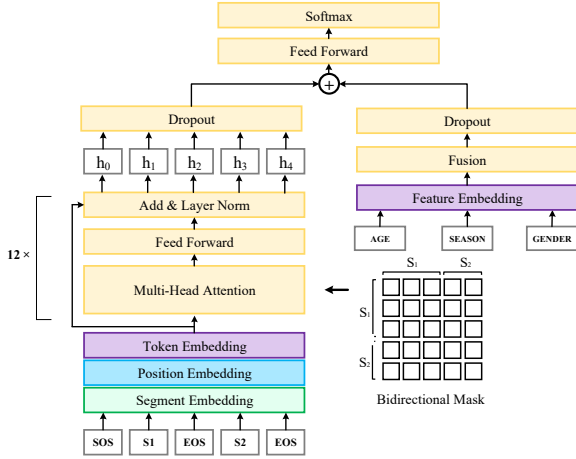 Softmax
Feed Forward
+
Dropout
Dropout
h0 h1 h2 h3 h4
Fusion
Add & Layer Norm
Feature Embedding
Feed Forward
AGE SEASON GENDER
12 ×
Multi-Head Attention
S1 S2
S1
:
S2
Token Embedding
Position Embedding
Segment Embedding
Bidirectional Mask
SOS S1 EOS S2 EOS